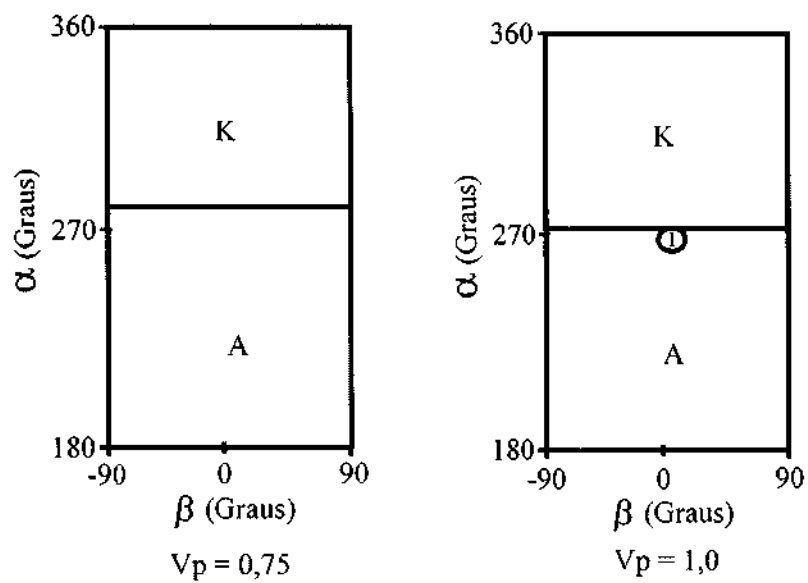 360
K
270
A
180
-90 0 90
α (Graus)
β (Graus)
Vp = 0,75
360
K
270
1
A
180
-90 0 90
α (Graus)
β (Graus)
Vp = 1,0